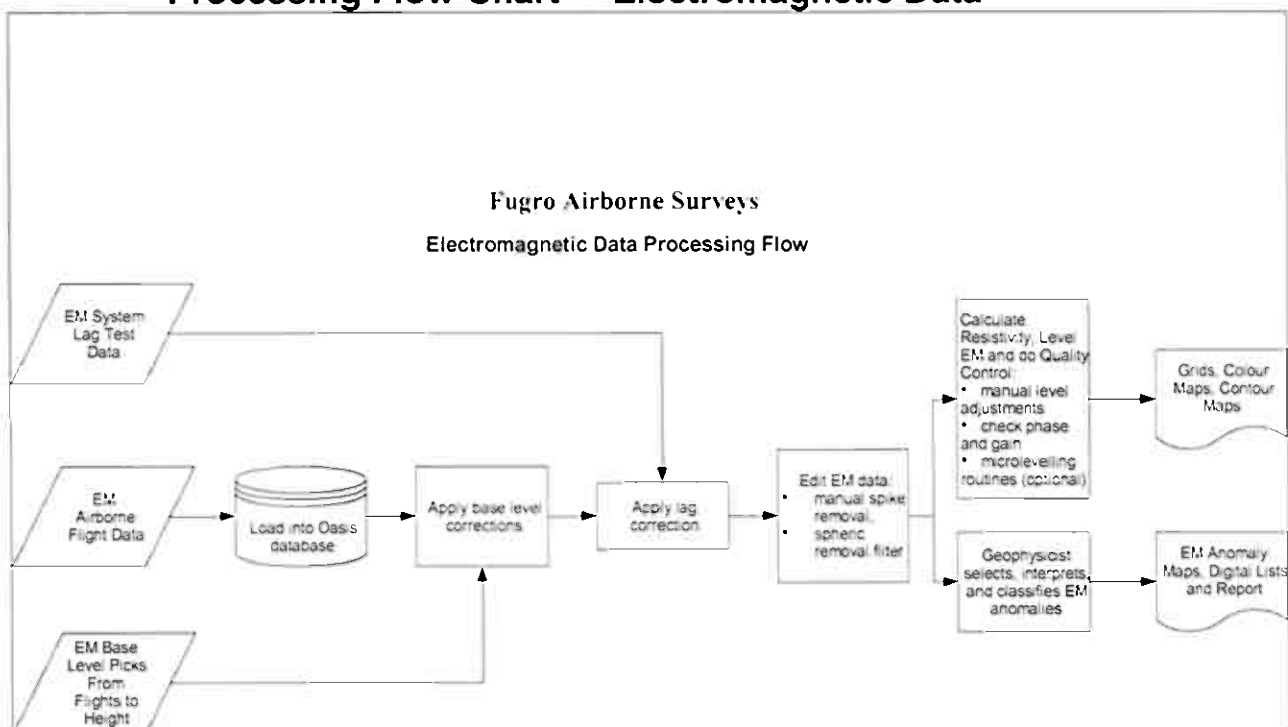 Processing Flow Chart - Electromagnetic Data
Fugro Airborne Surveys
Electromagnetic Data Processing Flow
EM System
Lag Test
Data
EM
Airborne
Flight Data
EM Base
Level Picks
From
Flights to
Height
Load into Oasis
database
Apply base level
corrections
Apply lag
correction
Edit EM data:
• manual spike
removal,
• spheric
removal filter
Calculate
Resistivity, Level
EM and do Quality
Control:
• manual level
adjustments
• check phase
and gain
• microlevelling
routines (optional)
Grids, Colour
Maps, Contour
Maps
Geophysicist
selects, interprets,
and classifies EM
anomalies
EM Anomaly
Maps, Digital Lists
and Report